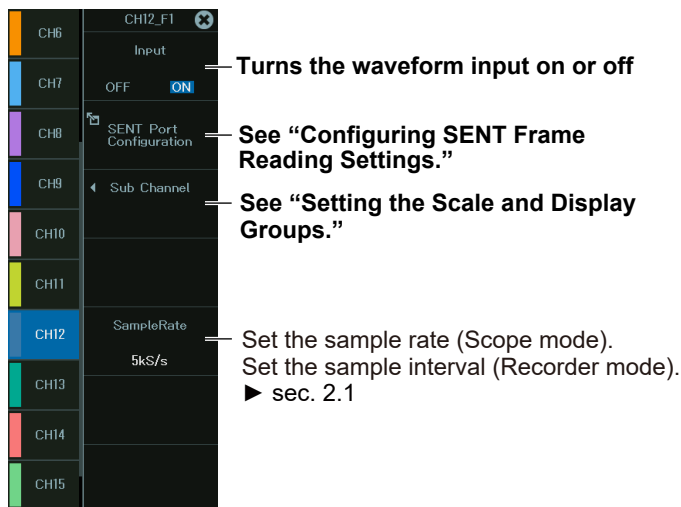 CH6
CH7
CH8
CH9
CH10
CH11
CH12
CH13
CH14
CH15
CH12_F1
Input
OFF ON
SENT Port
Configuration
Sub Channel
SampleRate
5kS/s
Turns the waveform input on or off
See “Configuring SENT Frame
Reading Settings.”
See “Setting the Scale and Display
Groups.”
Set the sample rate (Scope mode).
Set the sample interval (Recorder mode).
► sec. 2.1